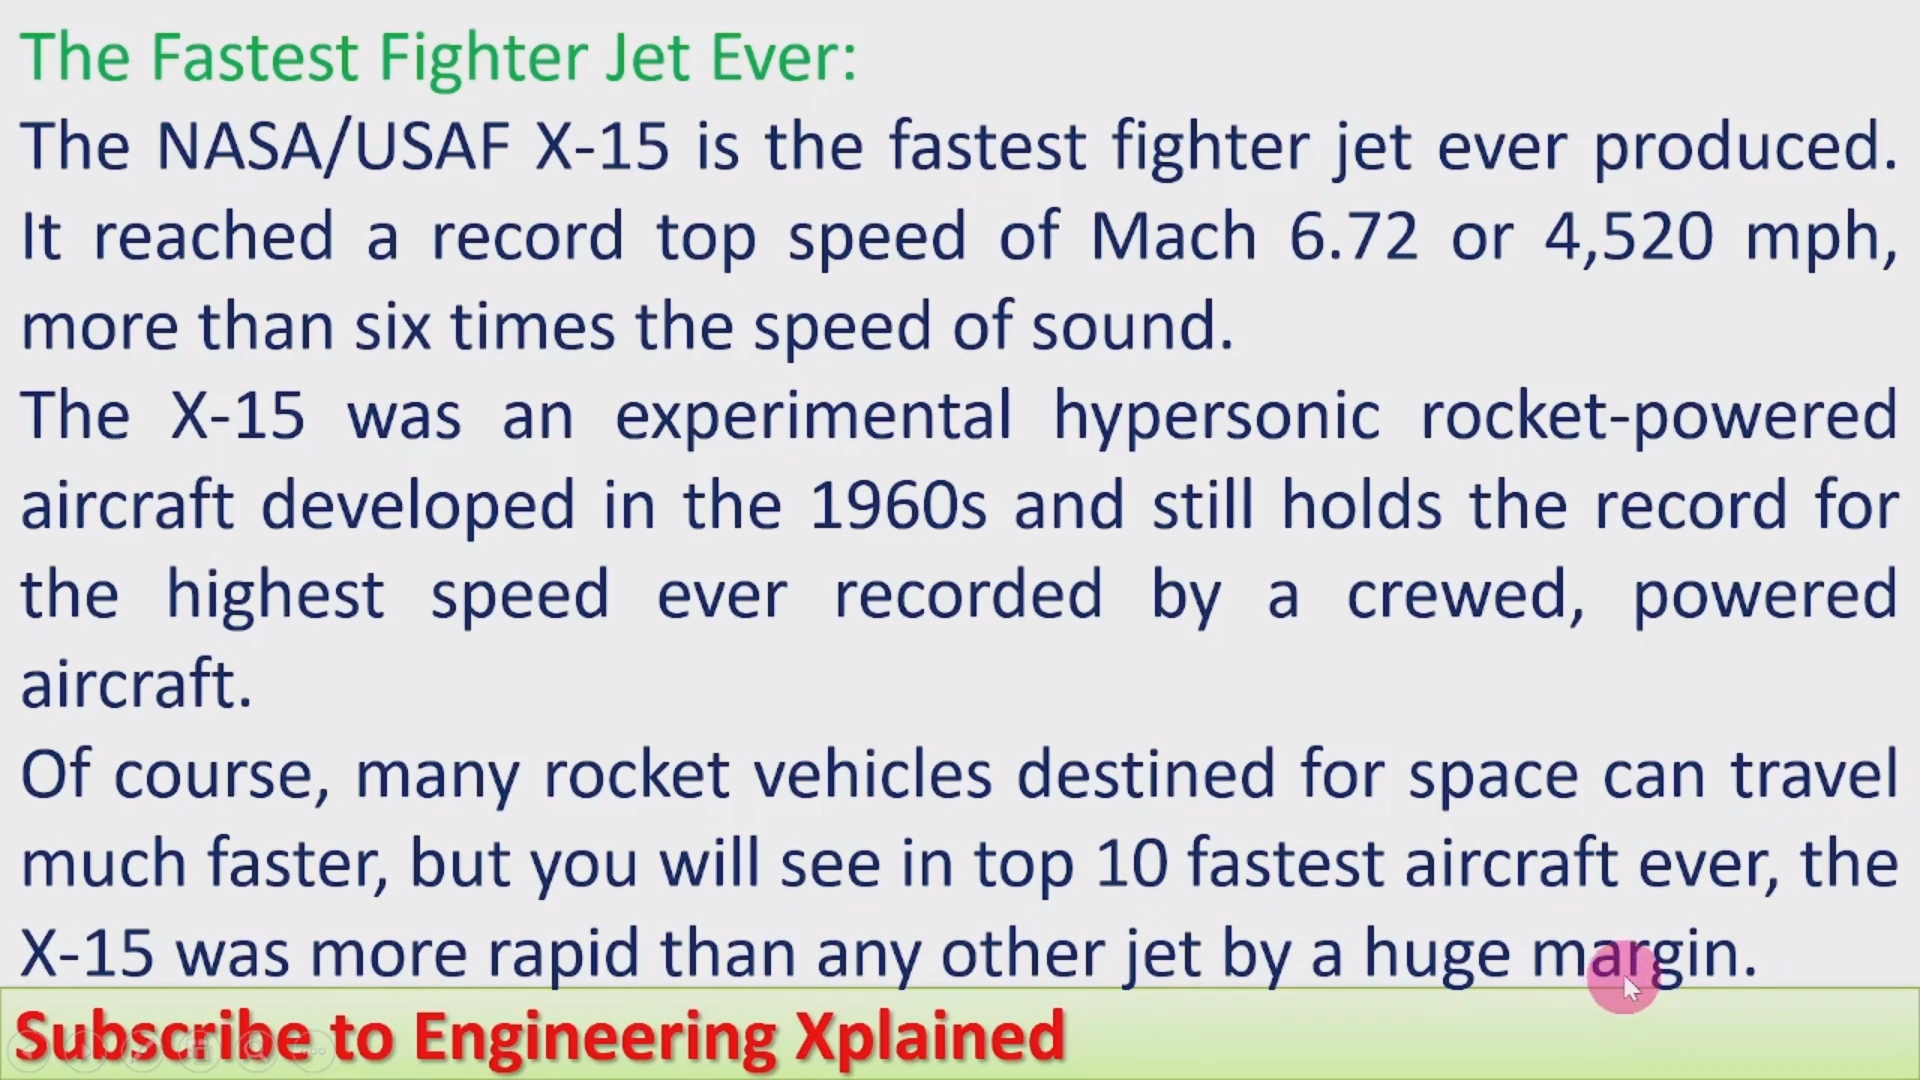 The Fastest Fighter Jet Ever:
The NASA/USAF X-15 is the fastest fighter jet ever produced.
It reached a record top speed of Mach 6.72 or 4,520 mph,
more than six times the speed of sound.
The X-15 was an experimental hypersonic rocket-powered
aircraft developed in the 1960s and still holds the record for
the highest speed ever recorded by a crewed, powered
aircraft.
Of course, many rocket vehicles destined for space can travel
much faster, but you will see in top 10 fastest aircraft ever, the
X-15 was more rapid than any other jet by a huge margin.
Subscribe to Engineering Xplained